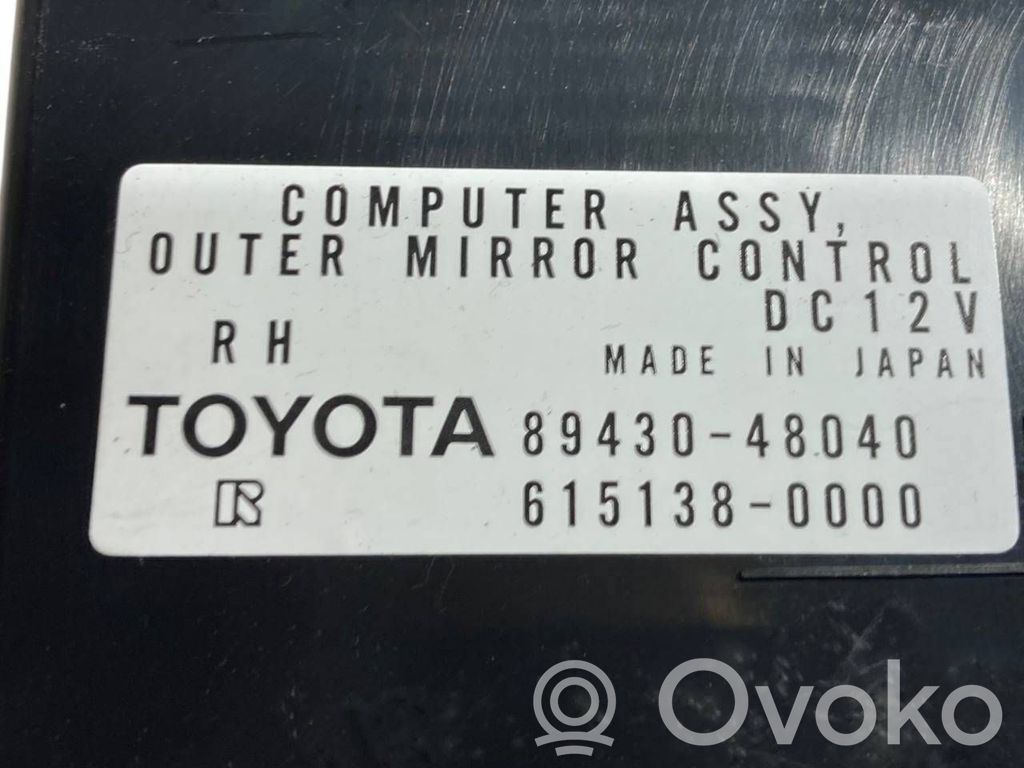 COMPUTER ASSY,
OUTER MIRROR CONTROL
DC12V
RH
MADE IN JAPAN
TOYOTA 89430-48040
615138-0000
Ovoko